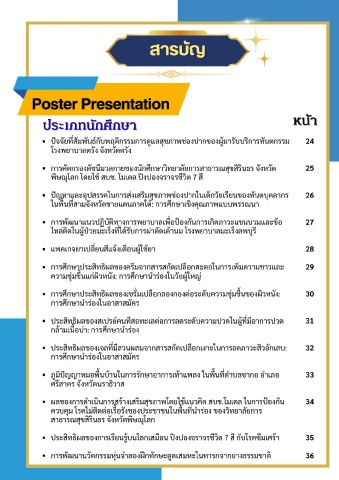 สารบัญ
Poster Presentation
ประเภทนักศึกษา
หน้า
• ปัจจัยที่สัมพันธ์กับพฤติกรรมการดูแลสุขภาพช่องปากของผู้มารับบริการทันตกรรม 24
โรงพยาบาลตรัง จังหวัดตรัง
• การคัดกรองดัชนีมวลกายของนักศึกษาวิทยาลัยการสาธารณสุขสิรินธร จังหวัด 25
พิษณุโลก โดยใช้ สบช. โมเดล ปิงปองจราจรชีวิต 7 สี
• ปัญหาและอุปสรรคในการส่งเสริมสุขภาพช่องปากในเด็กวัยเรียนของทันตบุคลากร 26
ในพื้นที่สามจังหวัดชายแดนภาคใต้: การศึกษาเชิงคุณภาพแบบพรรณนา
• การพัฒนาแนวปฏิบัติทางการพยาบาลเพื่อป้องกันการเกิดภาวะแขนบวมและข้อ 27
ไหล่ติดในผู้ป่วยมะเร็งที่ได้รับการผ่าตัดเต้านม โรงพยาบาลมะเร็งลพบุรี
• แพคเกจยาเปลี่ยนสีแจ้งเตือนผู้ใช้ยา 28
• การศึกษาประสิทธิผลของครีมจากสารสกัดเปลือกสะตอในการเพิ่มความขาวและ 29
ความชุ่มชื้นแก่ผิวหนัง: การศึกษานำร่องในวัยผู้ใหญ่
• การศึกษาประสิทธิผลของเซรั่มเปลือกลองกองต่อระดับความชุ่มชื้นของผิวหนัง: 30
การศึกษานำร่องในอาสาสมัคร
• ประสิทธิผลของสเปรย์คนทีสอทะเลต่อการลดระดับความปวดในผู้ที่มีอาการปวด 31
กล้ามเนื้อบ่า: การศึกษานำร่อง
• ประสิทธิผลของเจลที่มีส่วนผสมจากสารสกัดเปลือกเงาะในการลดภาวะสิวอักเสบ: 32
การศึกษานำร่องในอาสาสมัคร
• ภูมิปัญญาหมอพื้นบ้านในการรักษาอาการเท้าแพลง ในพื้นที่ตำบลซากอ อำเภอ 33
ศรีสาคร จังหวัดนราธิวาส
• ผลของการดำเนินการสร้างเสริมสุขภาพโดยใช้แนวคิด สบช.โมเดล ในการป้องกัน 34
ควบคุม โรคไม่ติดต่อเรื้อรังของประชาชนในพื้นที่นำร่อง ของวิทยาลัยการ
สาธารณสุขสิรินธร จังหวัดพิษณุโลก
• ประสิทธิผลของการเรียนรู้บนโลกเสมือน ปิงปองจราจรชีวิต 7 สี กับโรคซึมเศร้า 35
• การพัฒนานวัตกรรมหุ่นจำลองฝึกทักษะดูดเสมหะในทารกจากยางธรรมชาติ 36